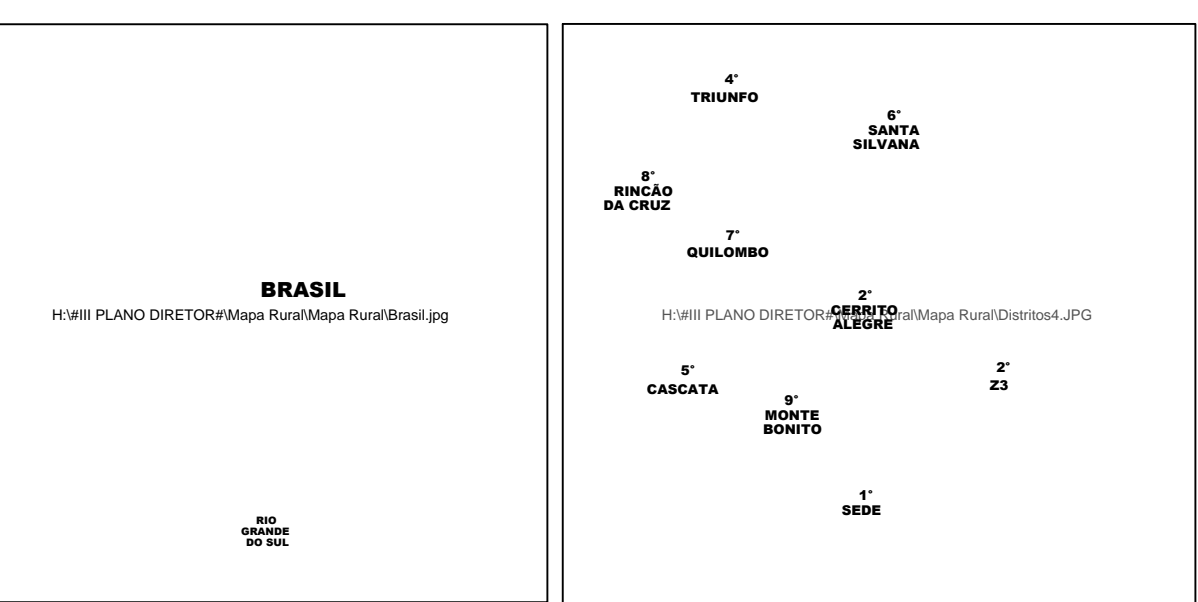 BRASIL
H:\#III PLANO DIRETOR#\Mapa Rural\Mapa Rural\Brasil.jpg
RIO
GRANDE
DO SUL
4°
TRIUNFO
6°
SANTA
SILVANA
8°
RINCÃO
DA CRUZ
7°
QUILOMBO
2°
CERRITO
ALEGRE
H:\#III PLANO DIRETOR#\Mapa Rural\Mapa Rural\Distritos4.JPG
5°
CASCATA
2°
Z3
9°
MONTE
BONITO
1°
SEDE